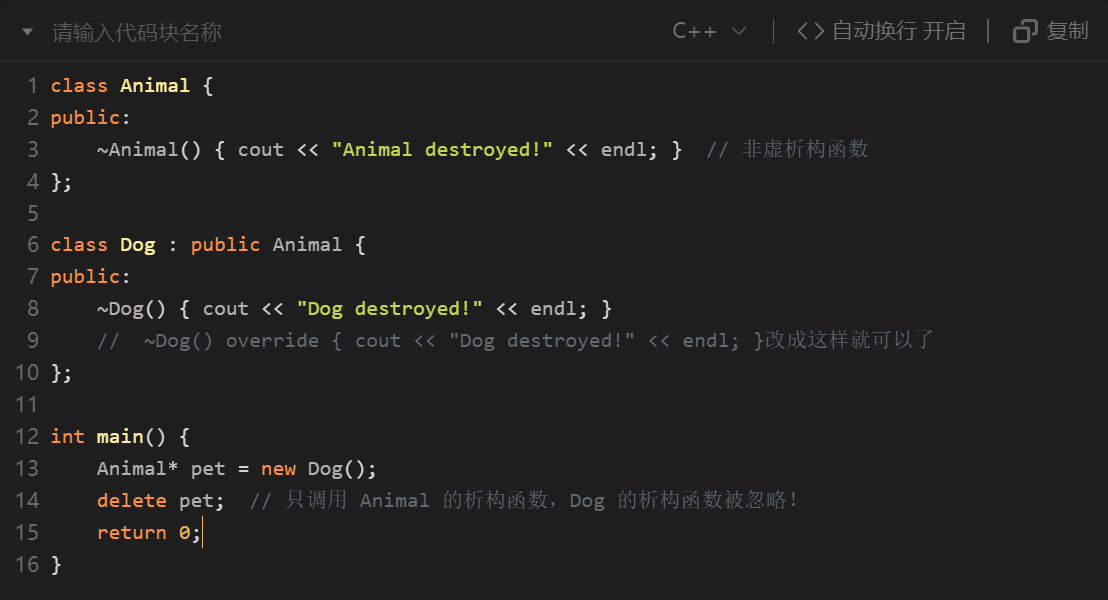 请输入代码块名称 C++ 自动换行 开启 复制
1 class Animal {
2 public:
3     ~Animal() { cout << "Animal destroyed!" << endl; }  // 非虚析构函数
4 };
5
6 class Dog : public Animal {
7 public:
8     ~Dog() { cout << "Dog destroyed!" << endl; }
9     //  ~Dog() override { cout << "Dog destroyed!" << endl; }改成这样就可以了
10 };
11
12 int main() {
13     Animal* pet = new Dog();
14     delete pet;  // 只调用 Animal 的析构函数，Dog 的析构函数被忽略！
15     return 0;
16 }